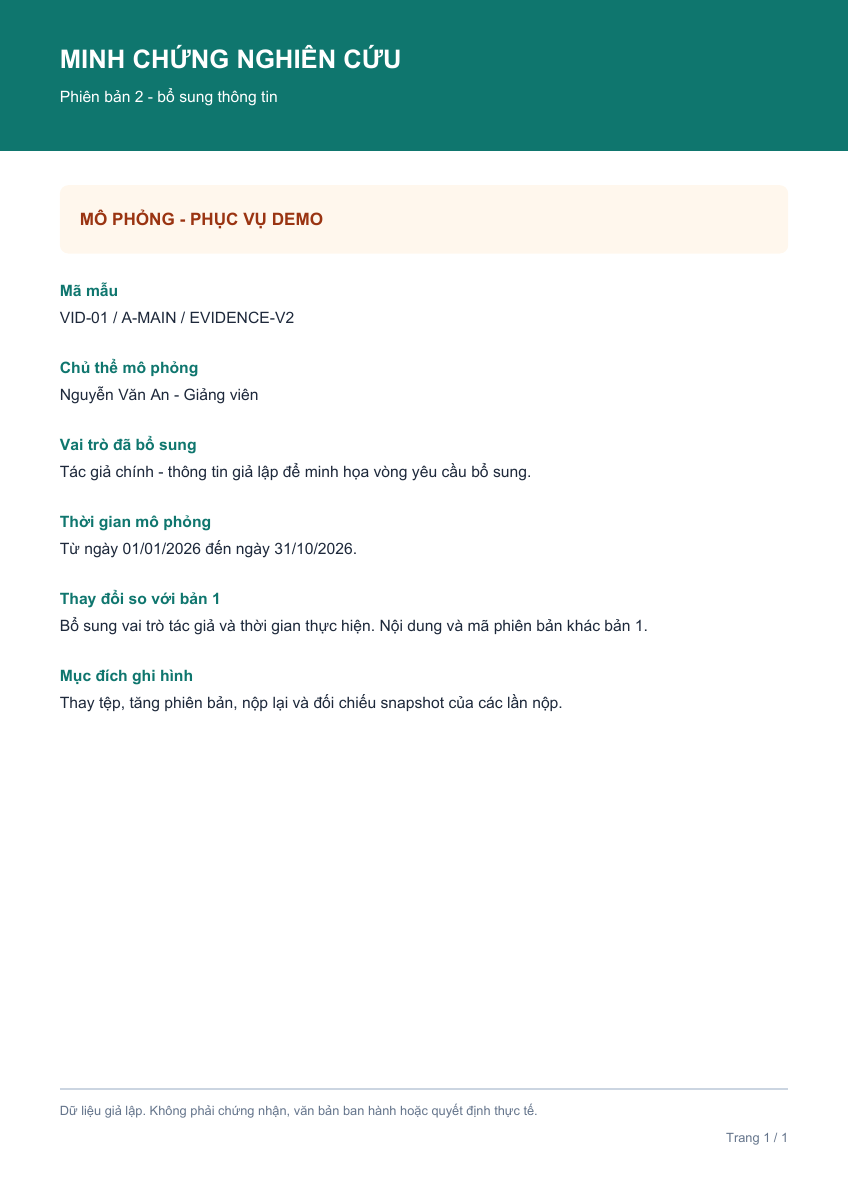 MINH CHỨNG NGHIÊN CỨU
Phiên bản 2 - bổ sung thông tin
MÔ PHỎNG - PHỤC VỤ DEMO
Mã mẫu
VID-01 / A-MAIN / EVIDENCE-V2
Chủ thể mô phỏng
Nguyễn Văn An - Giảng viên
Vai trò đã bổ sung
Tác giả chính - thông tin giả lập để minh họa vòng yêu cầu bổ sung.
Thời gian mô phỏng
Từ ngày 01/01/2026 đến ngày 31/10/2026.
Thay đổi so với bản 1
Bổ sung vai trò tác giả và thời gian thực hiện. Nội dung và mã phiên bản khác bản 1.
Mục đích ghi hình
Thay tệp, tăng phiên bản, nộp lại và đối chiếu snapshot của các lần nộp.
Dữ liệu giả lập. Không phải chứng nhận, văn bản ban hành hoặc quyết định thực tế.
Trang 1 / 1